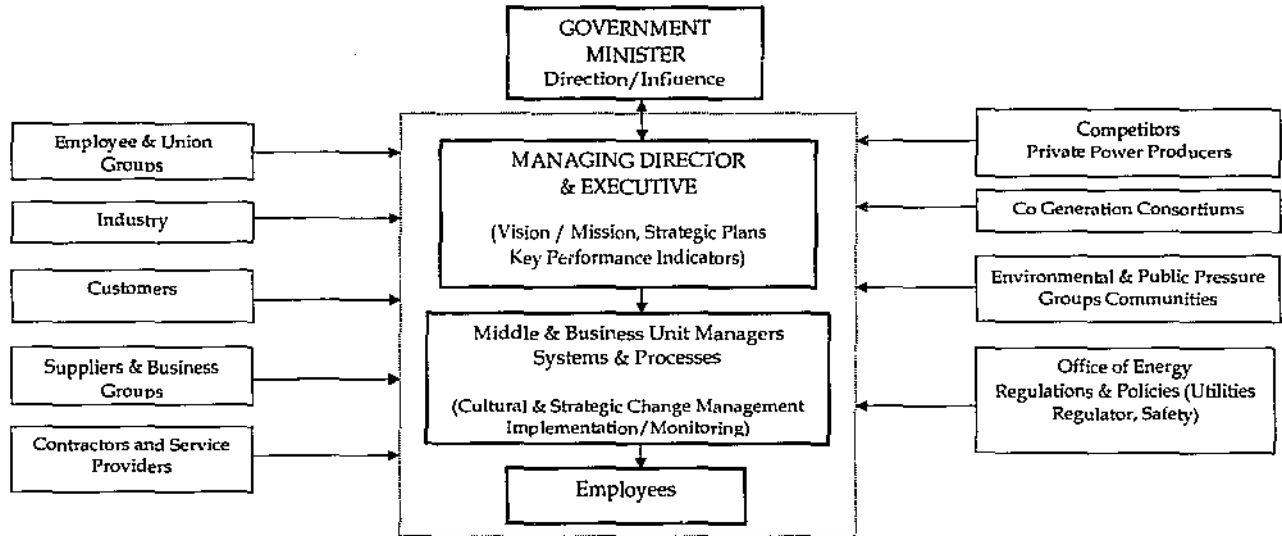 GOVERNMENT
MINISTER
Direction/Influence
Employee & Union
Groups
Industry
Customers
Suppliers & Business
Groups
Contractors and Service
Providers
MANAGING DIRECTOR
& EXECUTIVE
(Vision / Mission, Strategic Plans
Key Performance Indicators)
Middle & Business Unit Managers
Systems & Processes
(Cultural & Strategic Change Management
Implementation/Monitoring)
Employees
Competitors
Private Power Producers
Co Generation Consortiums
Environmental & Public Pressure
Groups Communities
Office of Energy
Regulations & Policies (Utilities
Regulator, Safety)